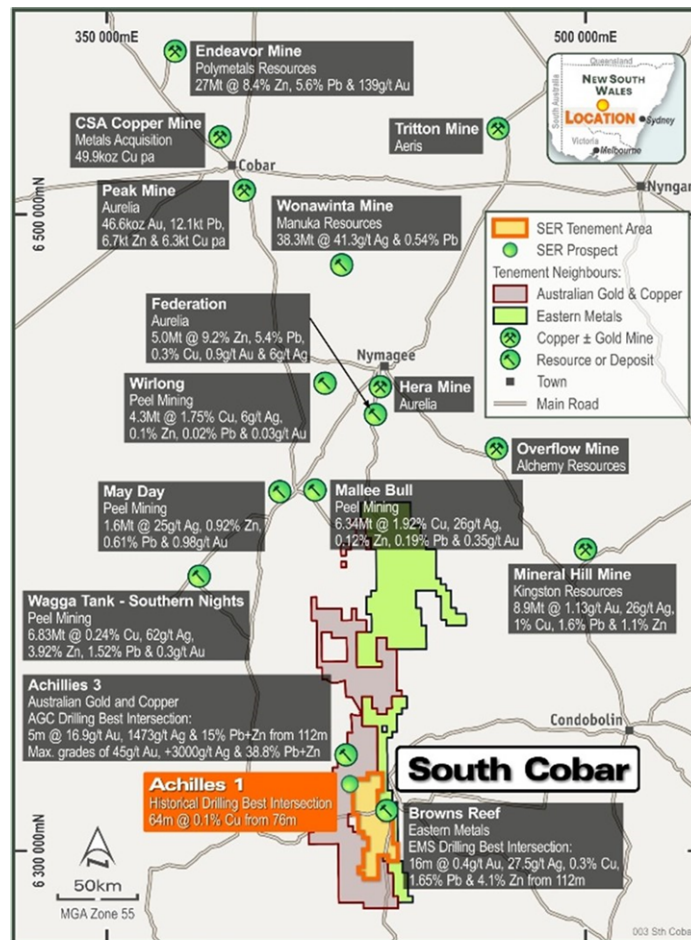 350 000mE
500 000mE
Endeavor Mine
Polymetals Resources
27Mt @ 8.4% Zn, 5.6% Pb & 139g/t Au
Queensland
South Australia
NEW SOUTH
WALES
LOCATION
Sydney
Victoria
Melbourne
CSA Copper Mine
Metals Acquisition
49.9koz Cu pa
Tritton Mine
Aeris
Cobar
Nyngan
Peak Mine
Aurelia
46.6koz Au, 12.1kt Pb,
6.7kt Zn & 6.3kt Cu pa
Wonawinta Mine
Manuka Resources
38.3Mt @ 41.3g/t Ag & 0.54% Pb
6 500 000mN
SER Tenement Area
SER Prospect
Tenement Neighbours:
Australian Gold & Copper
Eastern Metals
Copper ± Gold Mine
Resource or Deposit
Town
Main Road
Federation
Aurelia
5.0Mt @ 9.2% Zn, 5.4% Pb,
0.3% Cu, 0.9g/t Au & 6g/t Ag
Nymagee
Wirlong
Peel Mining
4.3Mt @ 1.75% Cu, 6g/t Ag,
0.1% Zn, 0.02% Pb & 0.03g/t Au
Hera Mine
Aurelia
Overflow Mine
Alchemy Resources
May Day
Peel Mining
1.6Mt @ 25g/t Ag, 0.92% Zn,
0.61% Pb & 0.98g/t Au
Mallee Bull
Peel Mining
6.34Mt @ 1.92% Cu, 26g/t Ag,
0.12% Zn, 0.19% Pb & 0.35g/t Au
Mineral Hill Mine
Kingston Resources
8.9Mt @ 1.13g/t Au, 26g/t Ag,
1% Cu, 1.6% Pb & 1.1% Zn
Wagga Tank - Southern Nights
Peel Mining
6.83Mt @ 0.24% Cu, 62g/t Ag,
3.92% Zn, 1.52% Pb & 0.3g/t Au
Achillies 3
Australian Gold and Copper
AGC Drilling Best Intersection:
5m @ 16.9g/t Au, 1473g/t Ag & 15% Pb+Zn from 112m
Max. grades of 45g/t Au, +3000g/t Ag & 38.8% Pb+Zn
Condobolin
South Cobar
Achilles 1
Historical Drilling Best Intersection
64m @ 0.1% Cu from 76m
Browns Reef
Eastern Metals
EMS Drilling Best Intersection:
16m @ 0.4g/t Au, 27.5g/t Ag, 0.3% Cu,
1.65% Pb & 4.1% Zn from 112m
6 300 000mN
50km
MGA Zone 55
003 Sth Cobar